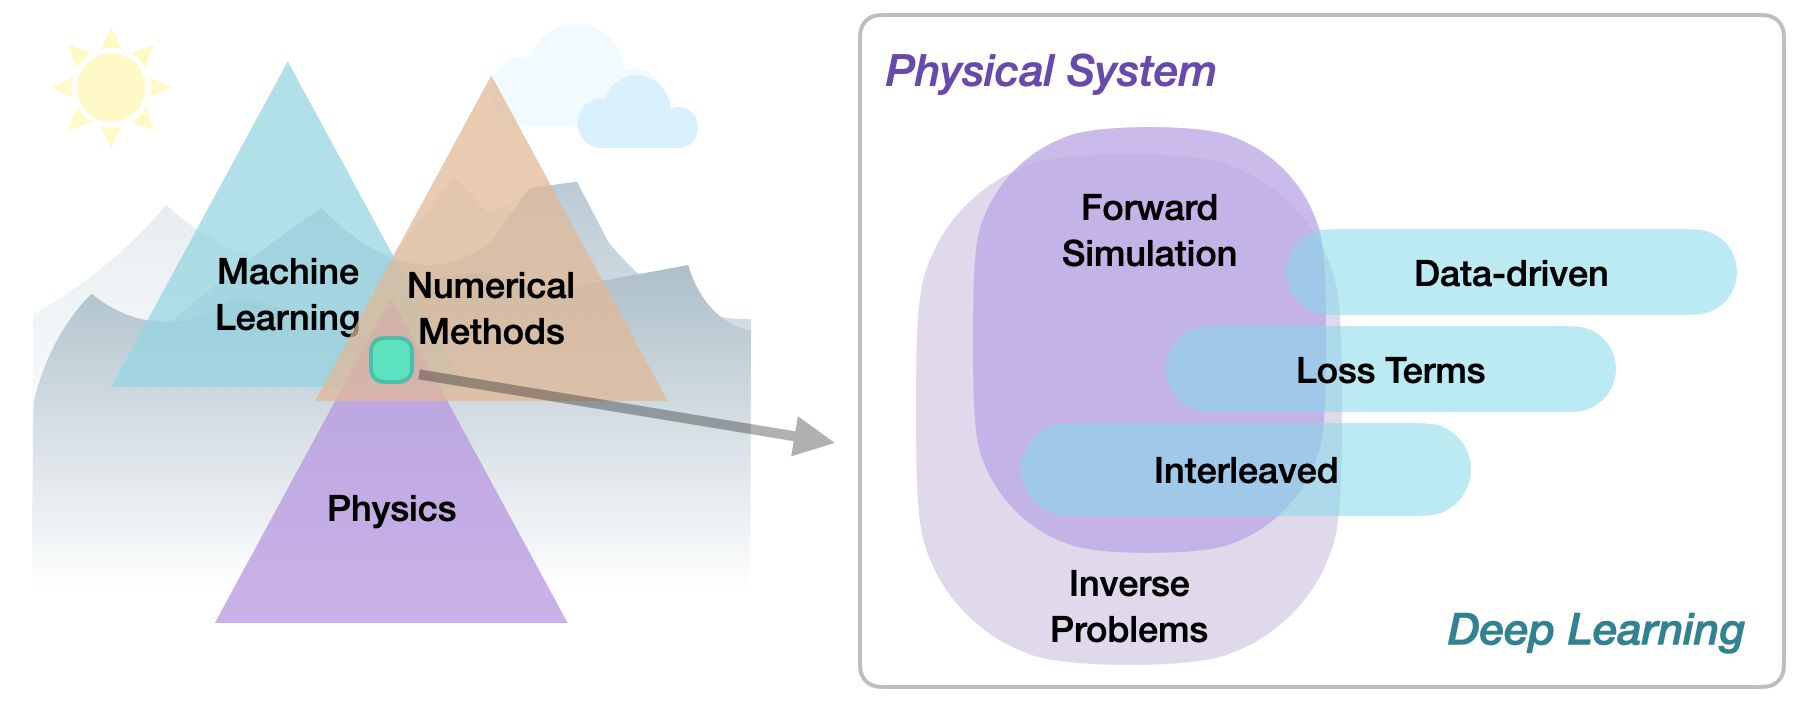 Machine
Learning
Numerical
Methods
Physics
Physical System
Forward
Simulation
Data-driven
Loss Terms
Interleaved
Inverse
Problems
Deep Learning